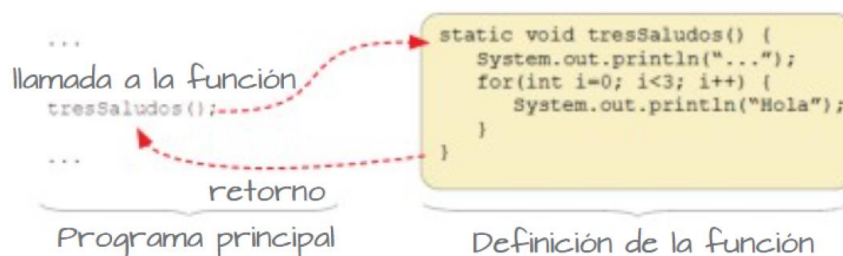 ...
llamada a la función
tresSaludos();
...
retorno
Programa principal
static void tresSaludos() {
System.out.println("...");
for(int i=0; i<3; i++) {
System.out.println("Hola");
}
}
Definición de la función